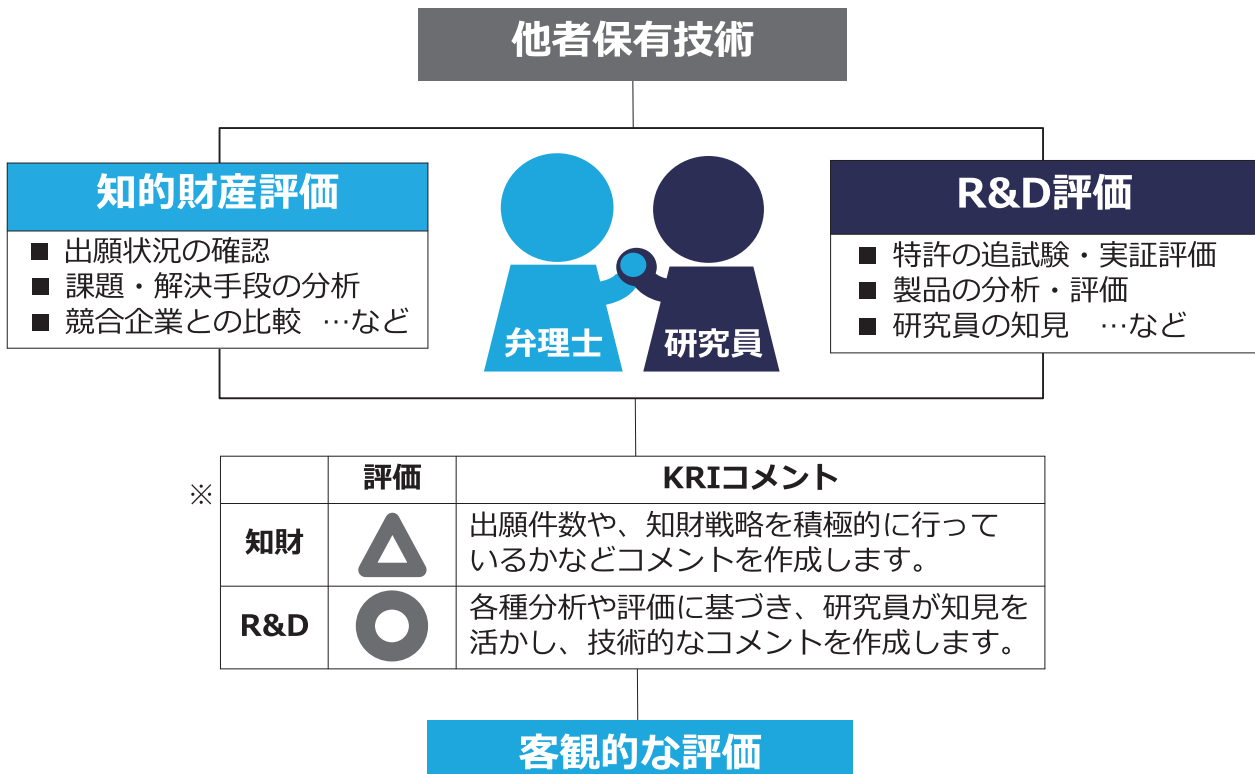 他者保有技術
知的財産評価
■ 出願状況の確認
■ 課題・解決手段の分析
■ 競合企業との比較 …など
弁理士
研究員
R&D評価
■ 特許の追試験・実証評価
■ 製品の分析・評価
■ 研究員の知見 …など
※
評価
KRIコメント
知財
△
出願件数や、知財戦略を積極的に行って
いるかなどコメントを作成します。
R&D
○
各種分析や評価に基づき、研究員が知見を
活かし、技術的なコメントを作成します。
客観的な評価